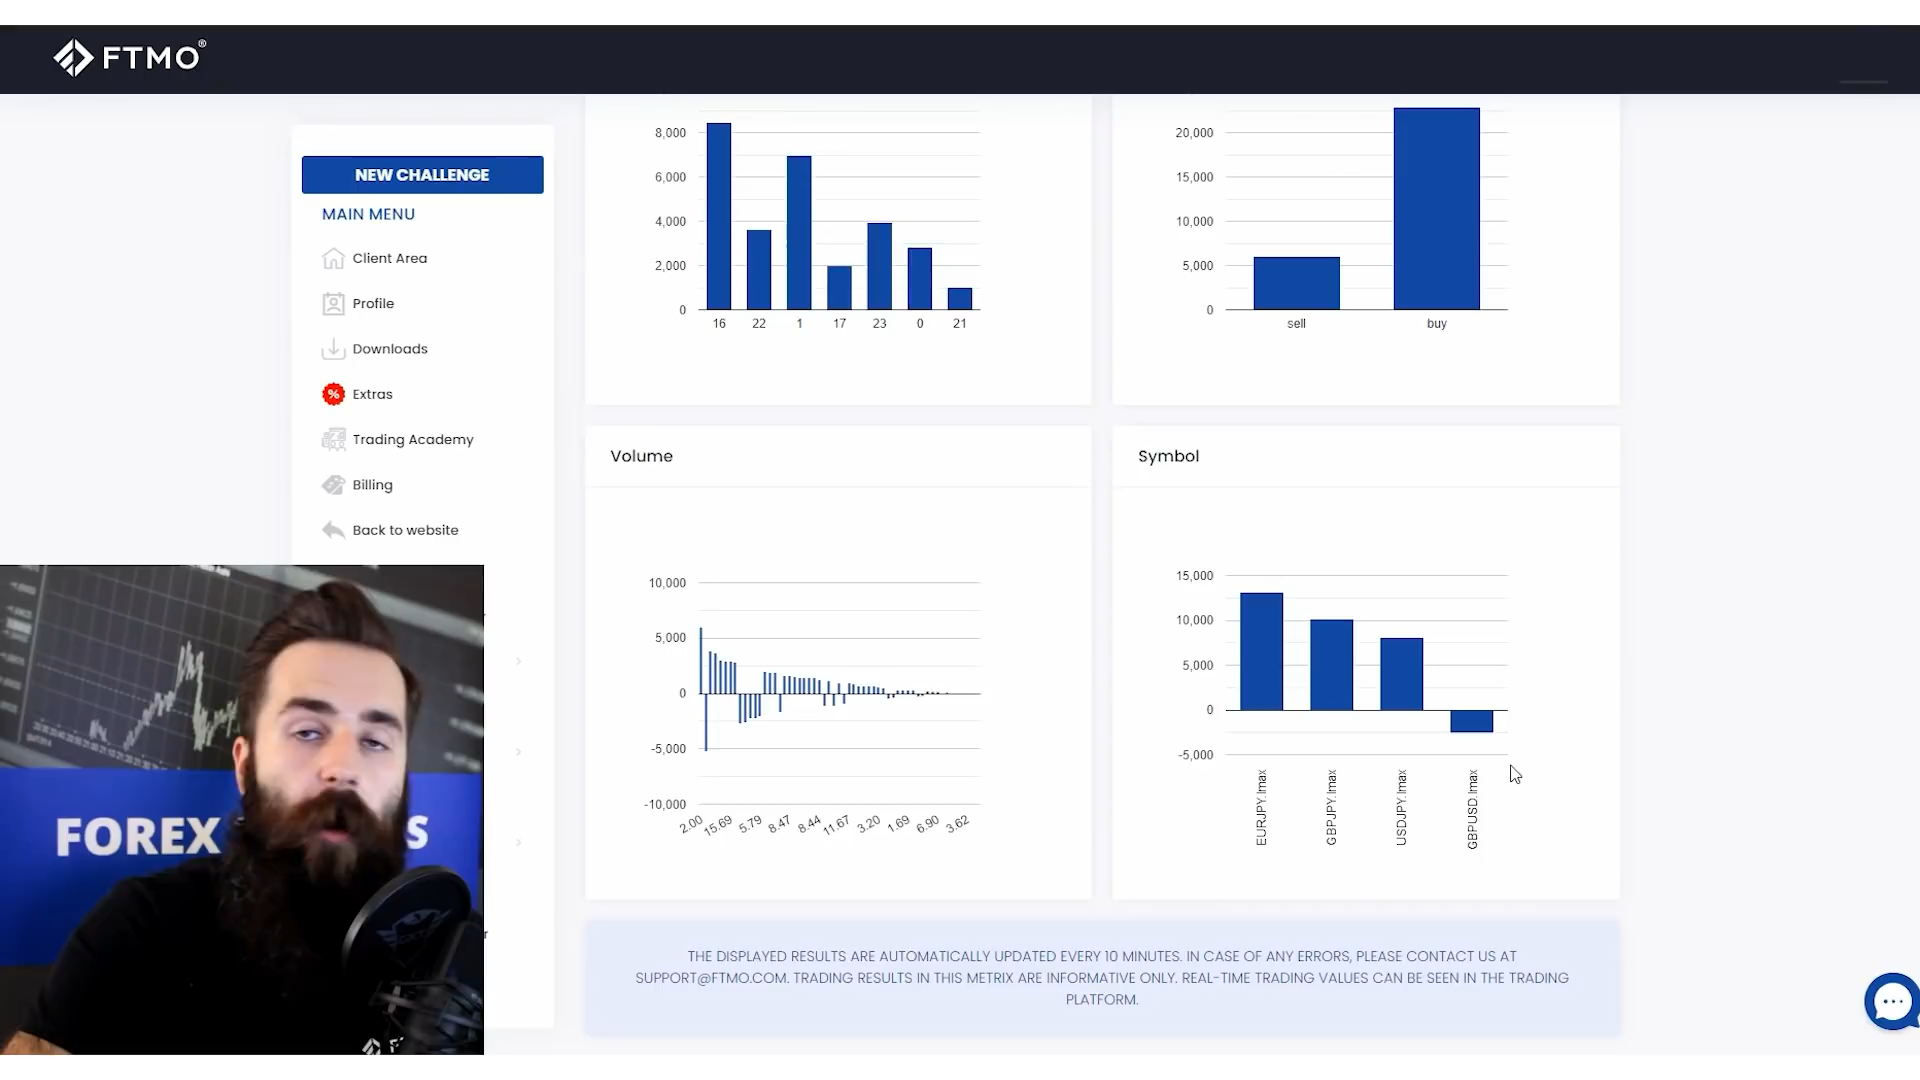 FTMO®
NEW CHALLENGE
MAIN MENU
Client Area
Profile
Downloads
% Extras
Trading Academy
Billing
Back to website
8,000
6,000
4,000
2,000
0
16 22 1 17 23 0 21
20,000
15,000
10,000
5,000
0
sell buy
Volume
10,000
5,000
0
-5,000
-10,000
2.00 15.69 5.79 8.47 8.44 11.67 3.20 1.69 6.90 3.62
Symbol
15,000
10,000
5,000
0
-5,000
EURJPY.lmax
GBPJPY.lmax
USDJPY.lmax
GBPUSD.lmax
THE DISPLAYED RESULTS ARE AUTOMATICALLY UPDATED EVERY 10 MINUTES. IN CASE OF ANY ERRORS, PLEASE CONTACT US AT
SUPPORT@FTMO.COM. TRADING RESULTS IN THIS METRIX ARE INFORMATIVE ONLY. REAL-TIME TRADING VALUES CAN BE SEEN IN THE TRADING
PLATFORM.
FOREX S